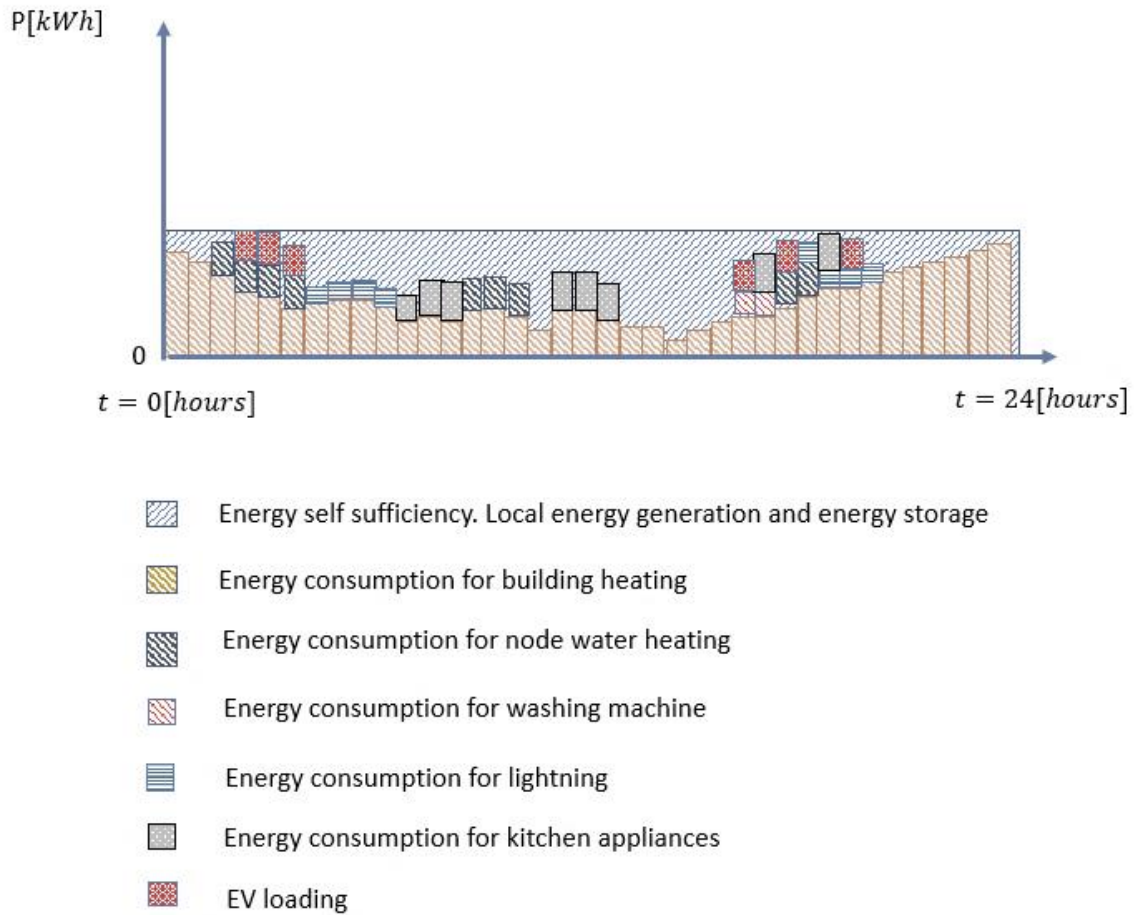 P[kWh]
0
t = 0[hours]
t = 24[hours]
Energy self sufficiency. Local energy generation and energy storage
Energy consumption for building heating
Energy consumption for node water heating
Energy consumption for washing machine
Energy consumption for lightning
Energy consumption for kitchen appliances
EV loading